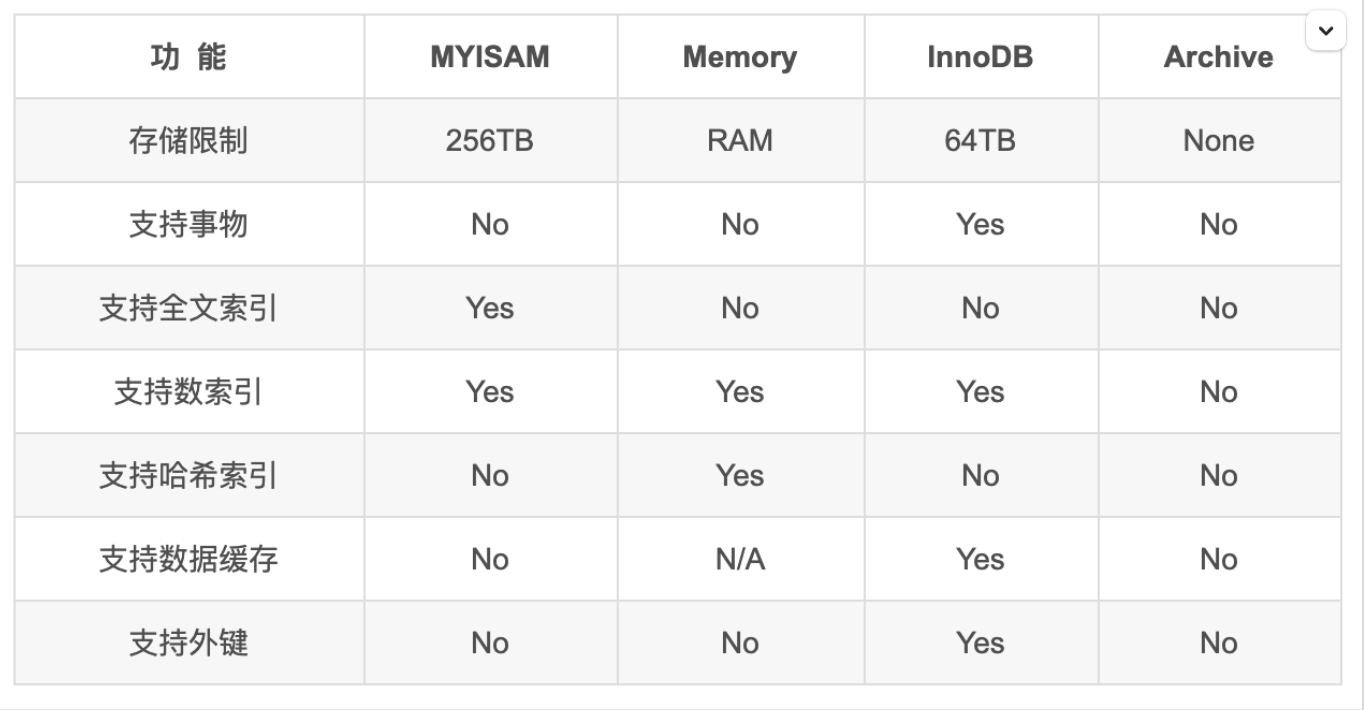 功 能 MYISAM Memory InnoDB Archive
存储限制 256TB RAM 64TB None
支持事物 No No Yes No
支持全文索引 Yes No No No
支持数索引 Yes Yes Yes No
支持哈希索引 No Yes No No
支持数据缓存 No N/A Yes No
支持外键 No No Yes No